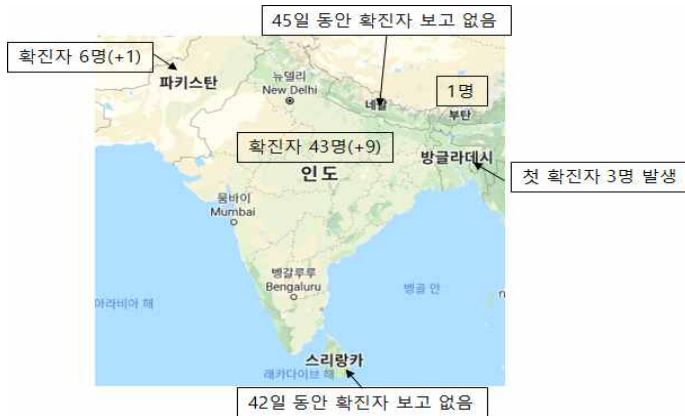 45일 동안 확진자 보고 없음
확진자 6명(+1)
파키스탄
뉴델리
New Delhi
네팔
1명
부탄
확진자 43명(+9)
방글라데시
인도
첫 확진자 3명 발생
뭄바이
Mumbai
벵갈루루
Bengaluru
벵골 만
아라비아 해
스리랑카
래카다이브 해
42일 동안 확진자 보고 없음